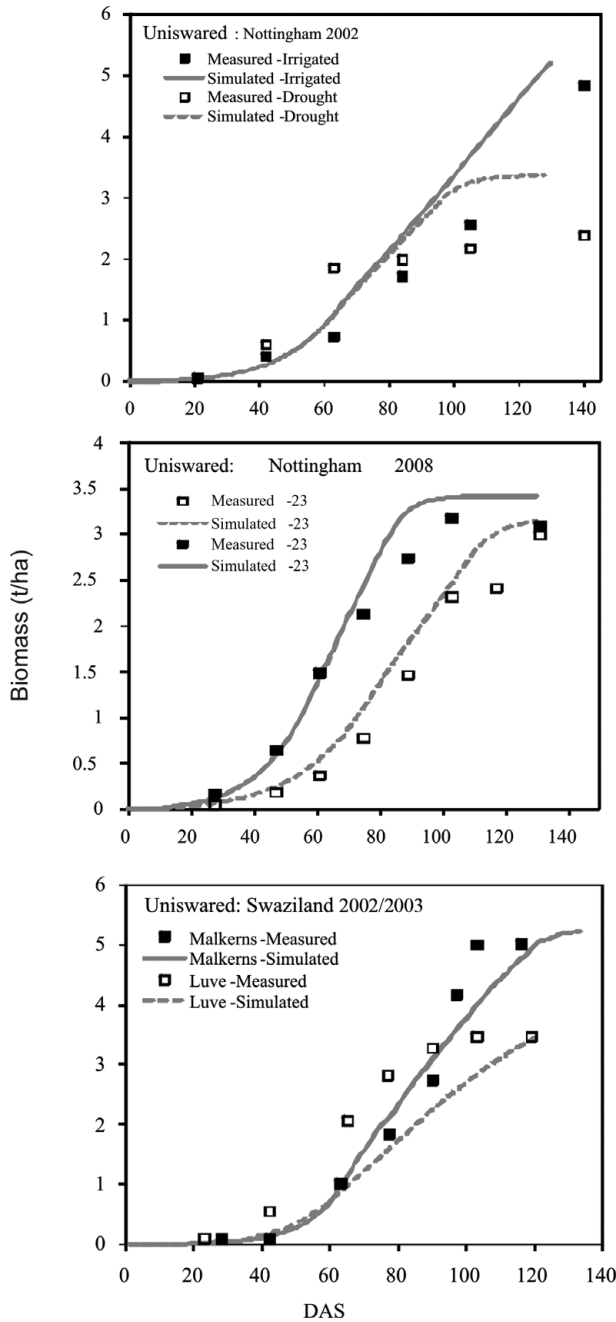 Uniswared : Nottingham 2002
Measured -Irrigated
Simulated -Irrigated
Measured -Drought
Simulated -Drought
6
5
4
3
2
1
0
0 20 40 60 80 100 120 140
Uniswared: Nottingham 2008
Measured -23
Simulated -23
Measured -23
Simulated -23
4
3.5
3
2.5
2
1.5
1
0.5
0
0 20 40 60 80 100 120 140
Biomass (t/ha)
Uniswared: Swaziland 2002/2003
Malkerns -Measured
Malkerns -Simulated
Luve -Measured
Luve -Simulated
6
5
4
3
2
1
0
0 20 40 60 80 100 120 140
DAS